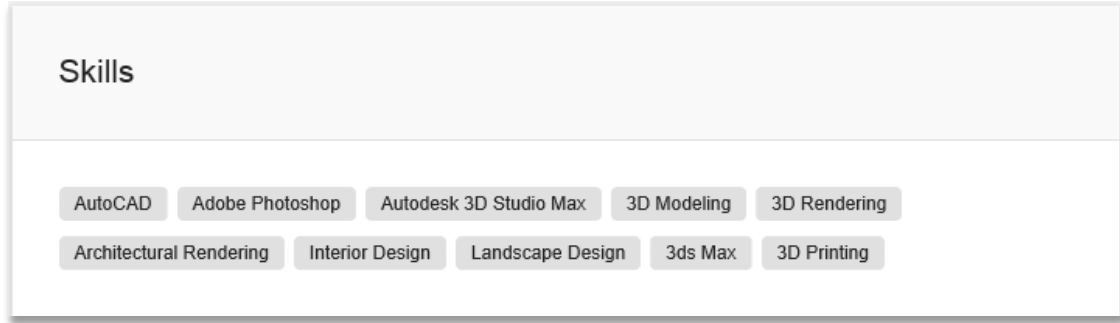 Skills
AutoCAD Adobe Photoshop Autodesk 3D Studio Max 3D Modeling 3D Rendering
Architectural Rendering Interior Design Landscape Design 3ds Max 3D Printing